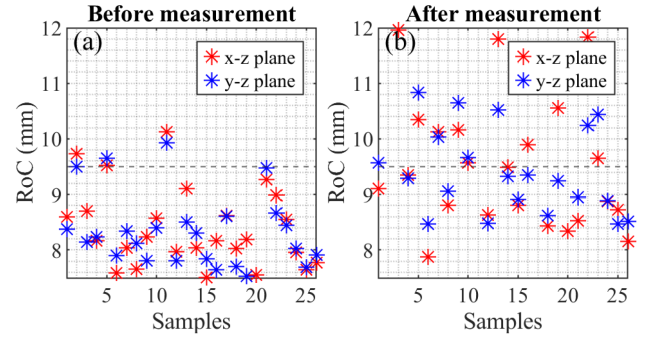 Before measurement
(a)
x-z plane
y-z plane
12
11
10
9
8
RoC (mm)
5 10 15 20 25
Samples
After measurement
(b)
x-z plane
y-z plane
12
11
10
9
8
RoC (mm)
5 10 15 20 25
Samples